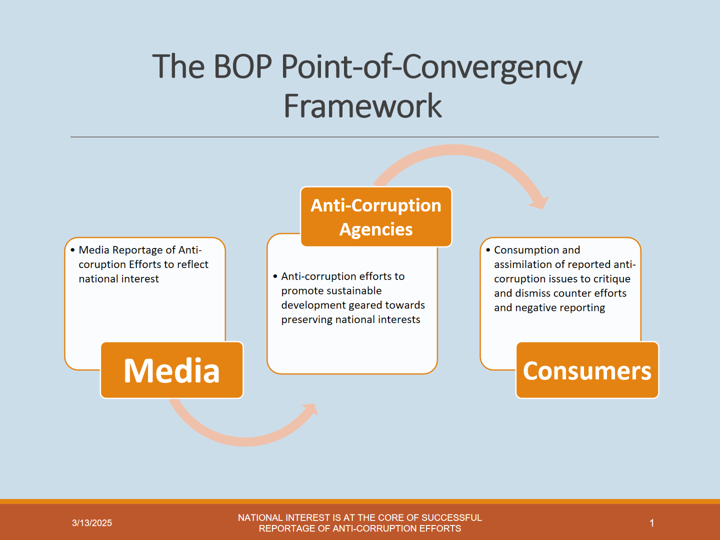 The BOP Point-of-Convergency
Framework
• Media Reportage of Anti-
coruption Efforts to reflect
national interest
Media
Anti-Corruption
Agencies
• Anti-corruption efforts to
promote sustainable
development geared towards
preserving national interests
• Consumption and
assimilation of reported anti-
corruption issues to critique
and dismiss counter efforts
and negative reporting
Consumers
3/13/2025
NATIONAL INTEREST IS AT THE CORE OF SUCCESSFUL
REPORTAGE OF ANTI-CORRUPTION EFFORTS
1